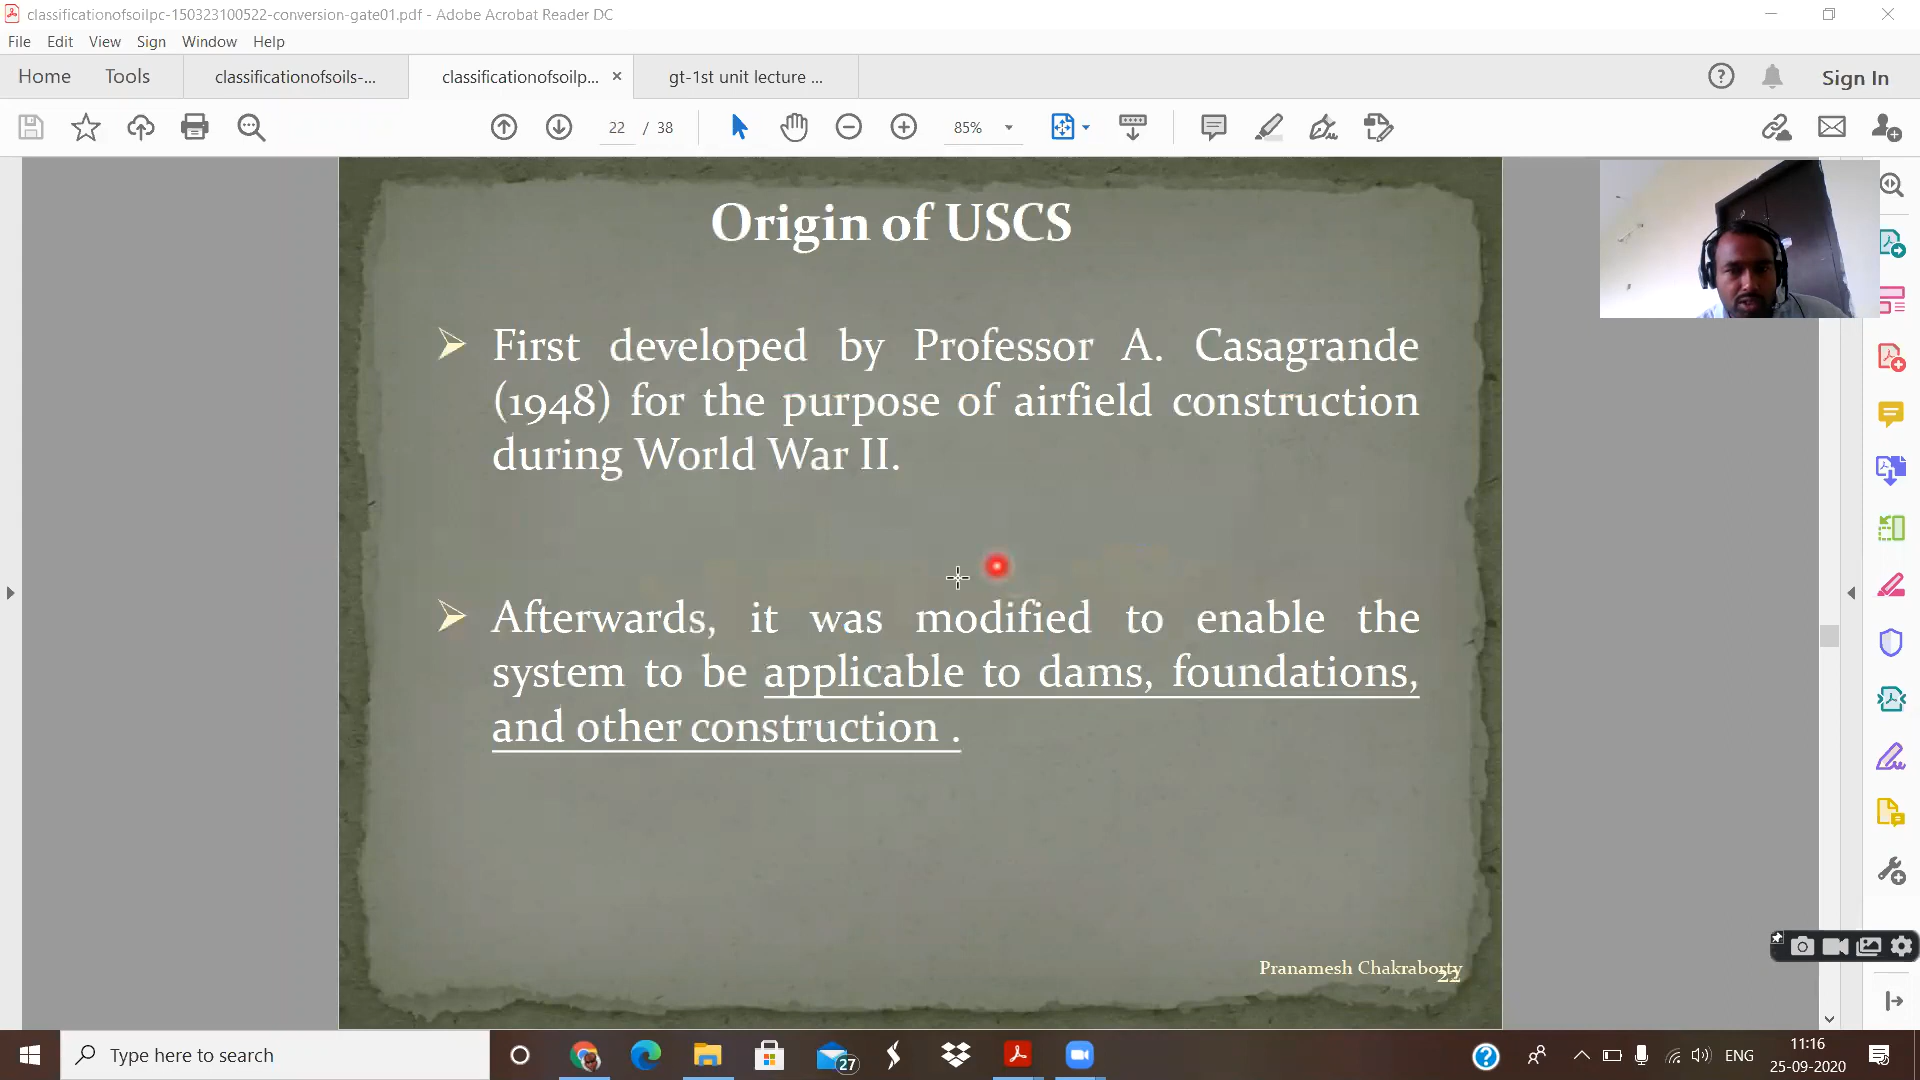 classificationofsoilpc-150323100522-conversion-gate01.pdf - Adobe Acrobat Reader DC
File Edit View Sign Window Help
Home Tools classificationofsoils-... classificationofsoilp... × gt-1st unit lecture ... Sign In
22 / 38 85%
Origin of USCS
First developed by Professor A. Casagrande
(1948) for the purpose of airfield construction
during World War II.
Afterwards, it was modified to enable the
system to be applicable to dams, foundations,
and other construction .
Pranamesh Chakraborty
22
Type here to search
27
ENG
11:16
25-09-2020